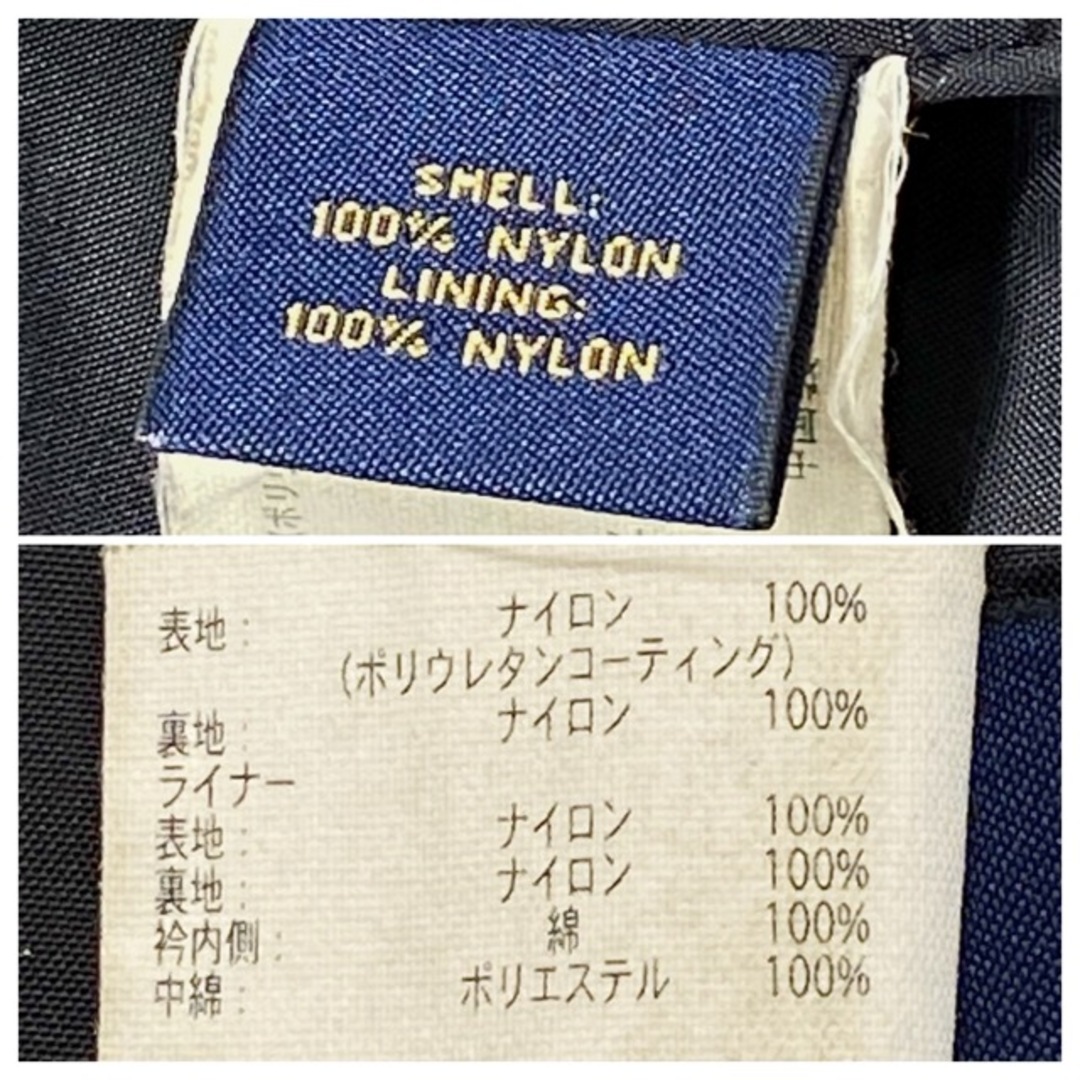 SHELL:
100% NYLON
LINING:
100% NYLON
(ポリ
表地: ナイロン 100%
(ポリウレタンコーティング)
裏地: ナイロン 100%
ライナー
表地: ナイロン 100%
裏地: ナイロン 100%
衿内側: 綿 100%
中綿: ポリエステル 100%